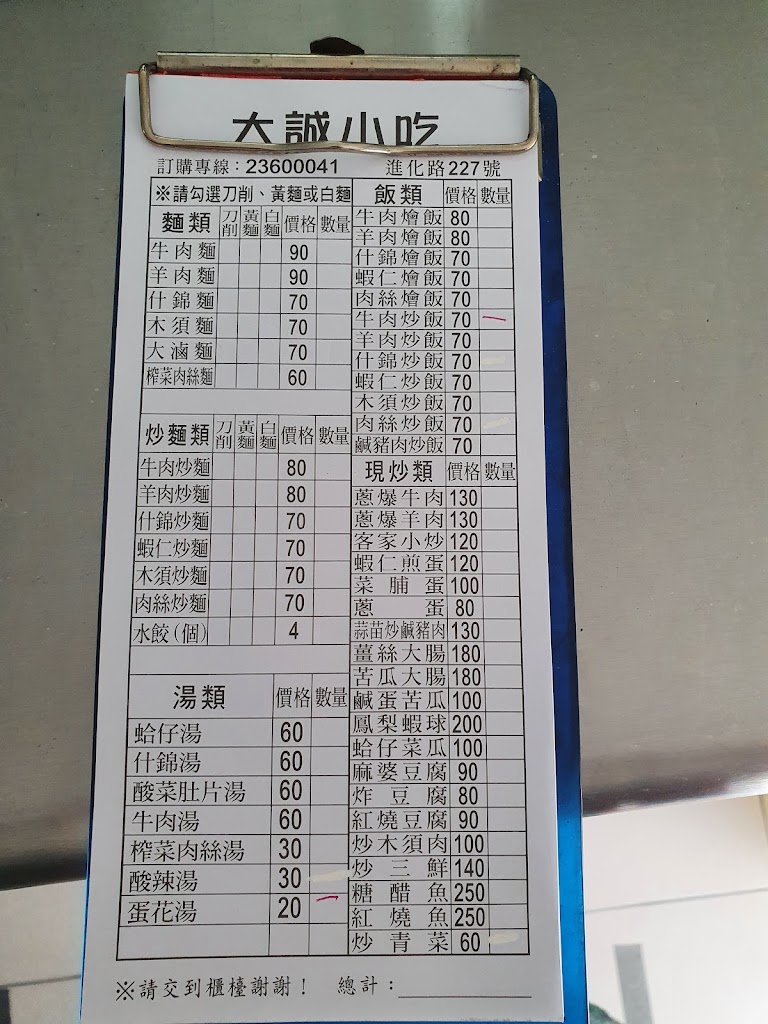 大誠小吃
訂購專線：23600041 進化路227號
※請勾選刀削、黃麵或白麵
麵類 刀削 黃麵 白麵 價格 數量
牛肉麵 90
羊肉麵 90
什錦麵 70
木須麵 70
大滷麵 70
榨菜肉絲麵 60
炒麵類 刀削 黃麵 白麵 價格 數量
牛肉炒麵 80
羊肉炒麵 80
什錦炒麵 70
蝦仁炒麵 70
木須炒麵 70
肉絲炒麵 70
水餃（個） 4
湯類 價格 數量
蛤仔湯 60
什錦湯 60
酸菜肚片湯 60
牛肉湯 60
榨菜肉絲湯 30
酸辣湯 30
蛋花湯 20 一
飯類 價格 數量
牛肉燴飯 80
羊肉燴飯 80
什錦燴飯 70
蝦仁燴飯 70
肉絲燴飯 70
牛肉炒飯 70 一
羊肉炒飯 70
什錦炒飯 70
蝦仁炒飯 70
木須炒飯 70
肉絲炒飯 70
鹹豬肉炒飯 70
現炒類 價格 數量
蔥爆牛肉 130
蔥爆羊肉 130
客家小炒 120
蝦仁煎蛋 120
菜脯蛋 100
蔥蛋 80
蒜苗炒鹹豬肉 130
薑絲大腸 180
苦瓜大腸 180
鹹蛋苦瓜 100
鳳梨蝦球 200
蛤仔菜瓜 100
麻婆豆腐 90
炸豆腐 80
紅燒豆腐 90
炒木須肉 100
炒三鮮 140
糖醋魚 250
紅燒魚 250
炒青菜 60
※請交到櫃檯謝謝！ 總計：